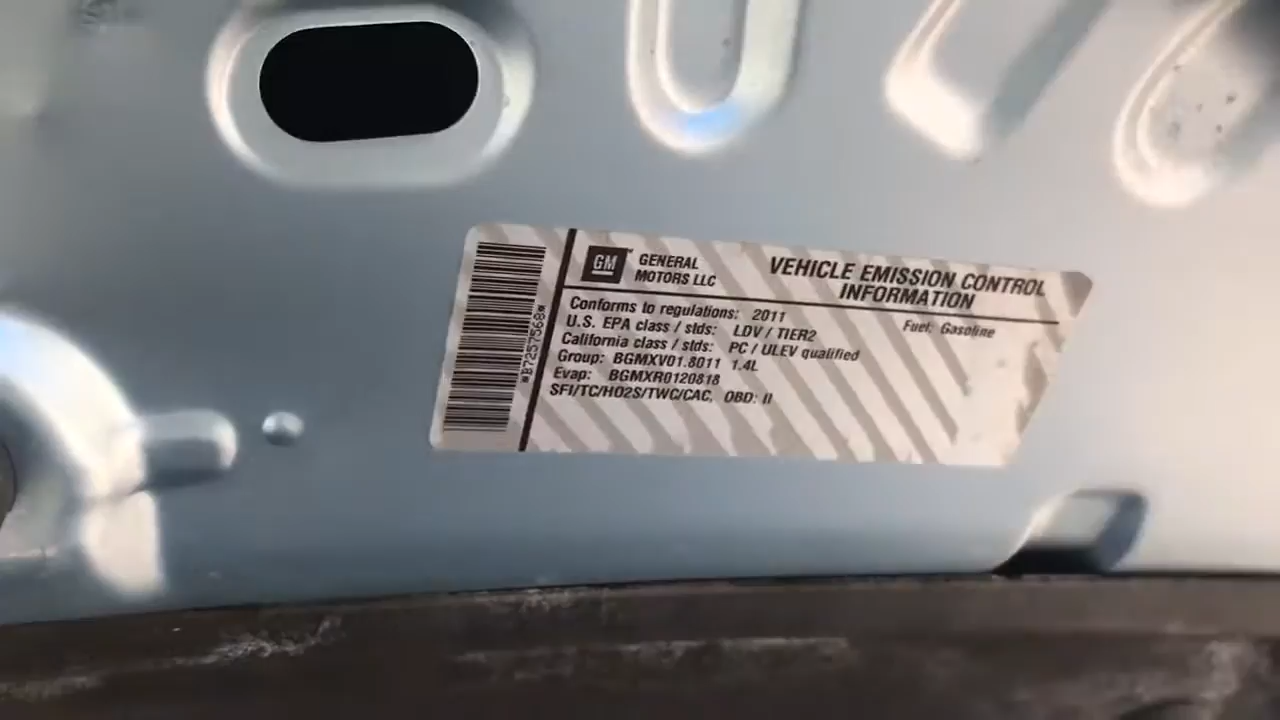 GM GENERAL MOTORS LLC
VEHICLE EMISSION CONTROL
INFORMATION
Conforms to regulations: 2011
Fuel: Gasoline
U.S. EPA class / stds: LDV / TIER2
California class / stds: PC / ULEV qualified
Group: BGMXV01.8011 1.4L
Evap: BGMXR0120818
SFI/TC/HO2S/TWC/CAC, OBD: II
*B7257568*